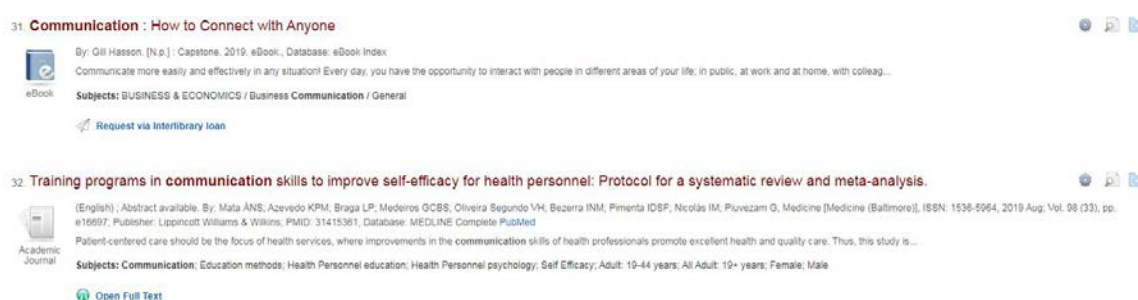 31. Communication : How to Connect with Anyone
By: Gill Hasson. [N.p.] : Capstone. 2019. eBook., Database: eBook Index
Communicate more easily and effectively in any situation! Every day, you have the opportunity to interact with people in different areas of your life; in public, at work and at home, with colleag...
eBook
Subjects: BUSINESS & ECONOMICS / Business Communication / General
Request via Interlibrary loan
32. Training programs in communication skills to improve self-efficacy for health personnel: Protocol for a systematic review and meta-analysis.
(English) ; Abstract available. By: Mata ÁNS, Azevedo KPM, Braga LP, Medeiros GCBS, Oliveira Segundo VH, Bezerra INM, Pimenta IDSF, Nicolás IM, Piuvezam G, Medicine [Medicine (Baltimore)], ISSN: 1536-5964, 2019 Aug; Vol. 98 (33), pp.
e16697; Publisher: Lippincott Williams & Wilkins; PMID: 31415361, Database: MEDLINE Complete PubMed
Academic
Journal
Patient-centered care should be the focus of health services, where improvements in the communication skills of health professionals promote excellent health and quality care. Thus, this study is...
Subjects: Communication; Education methods; Health Personnel education; Health Personnel psychology; Self Efficacy; Adult: 19-44 years; All Adult: 19+ years; Female; Male
Open Full Text